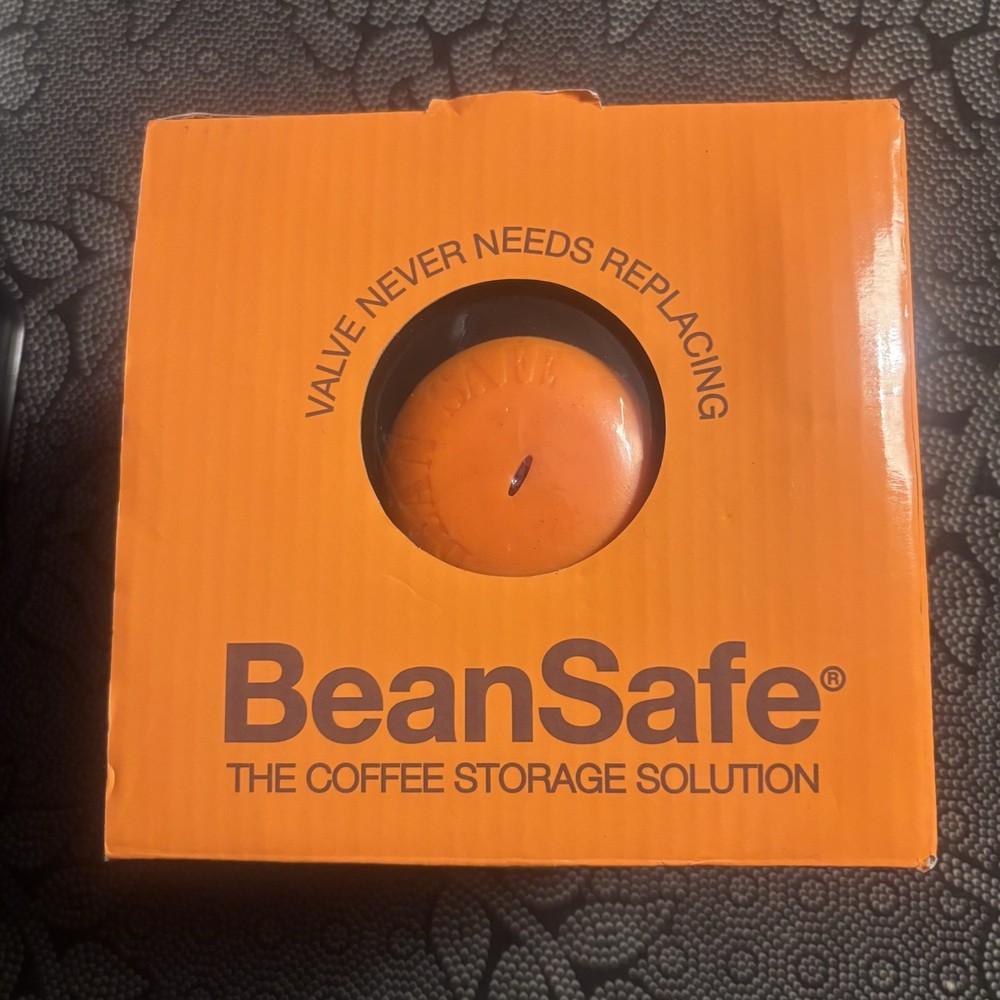 VALVE NEVER NEEDS REPLACING
BeanSafe®
THE COFFEE STORAGE SOLUTION